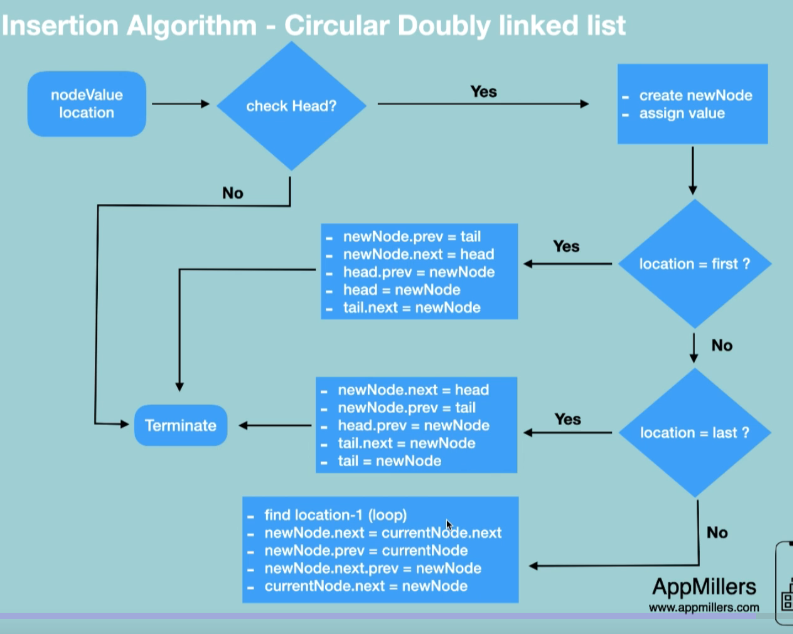 Insertion Algorithm - Circular Doubly linked list
nodeValue
location
check Head?
Yes
- create newNode
- assign value
No
- newNode.prev = tail
- newNode.next = head
- head.prev = newNode
- head = newNode
- tail.next = newNode
Yes
location = first ?
No
Terminate
- newNode.next = head
- newNode.prev = tail
- head.prev = newNode
- tail.next = newNode
- tail = newNode
Yes
location = last ?
- find location-1 (loop)
- newNode.next = currentNode.next
- newNode.prev = currentNode
- newNode.next.prev = newNode
- currentNode.next = newNode
No
AppMillers
www.appmillers.com